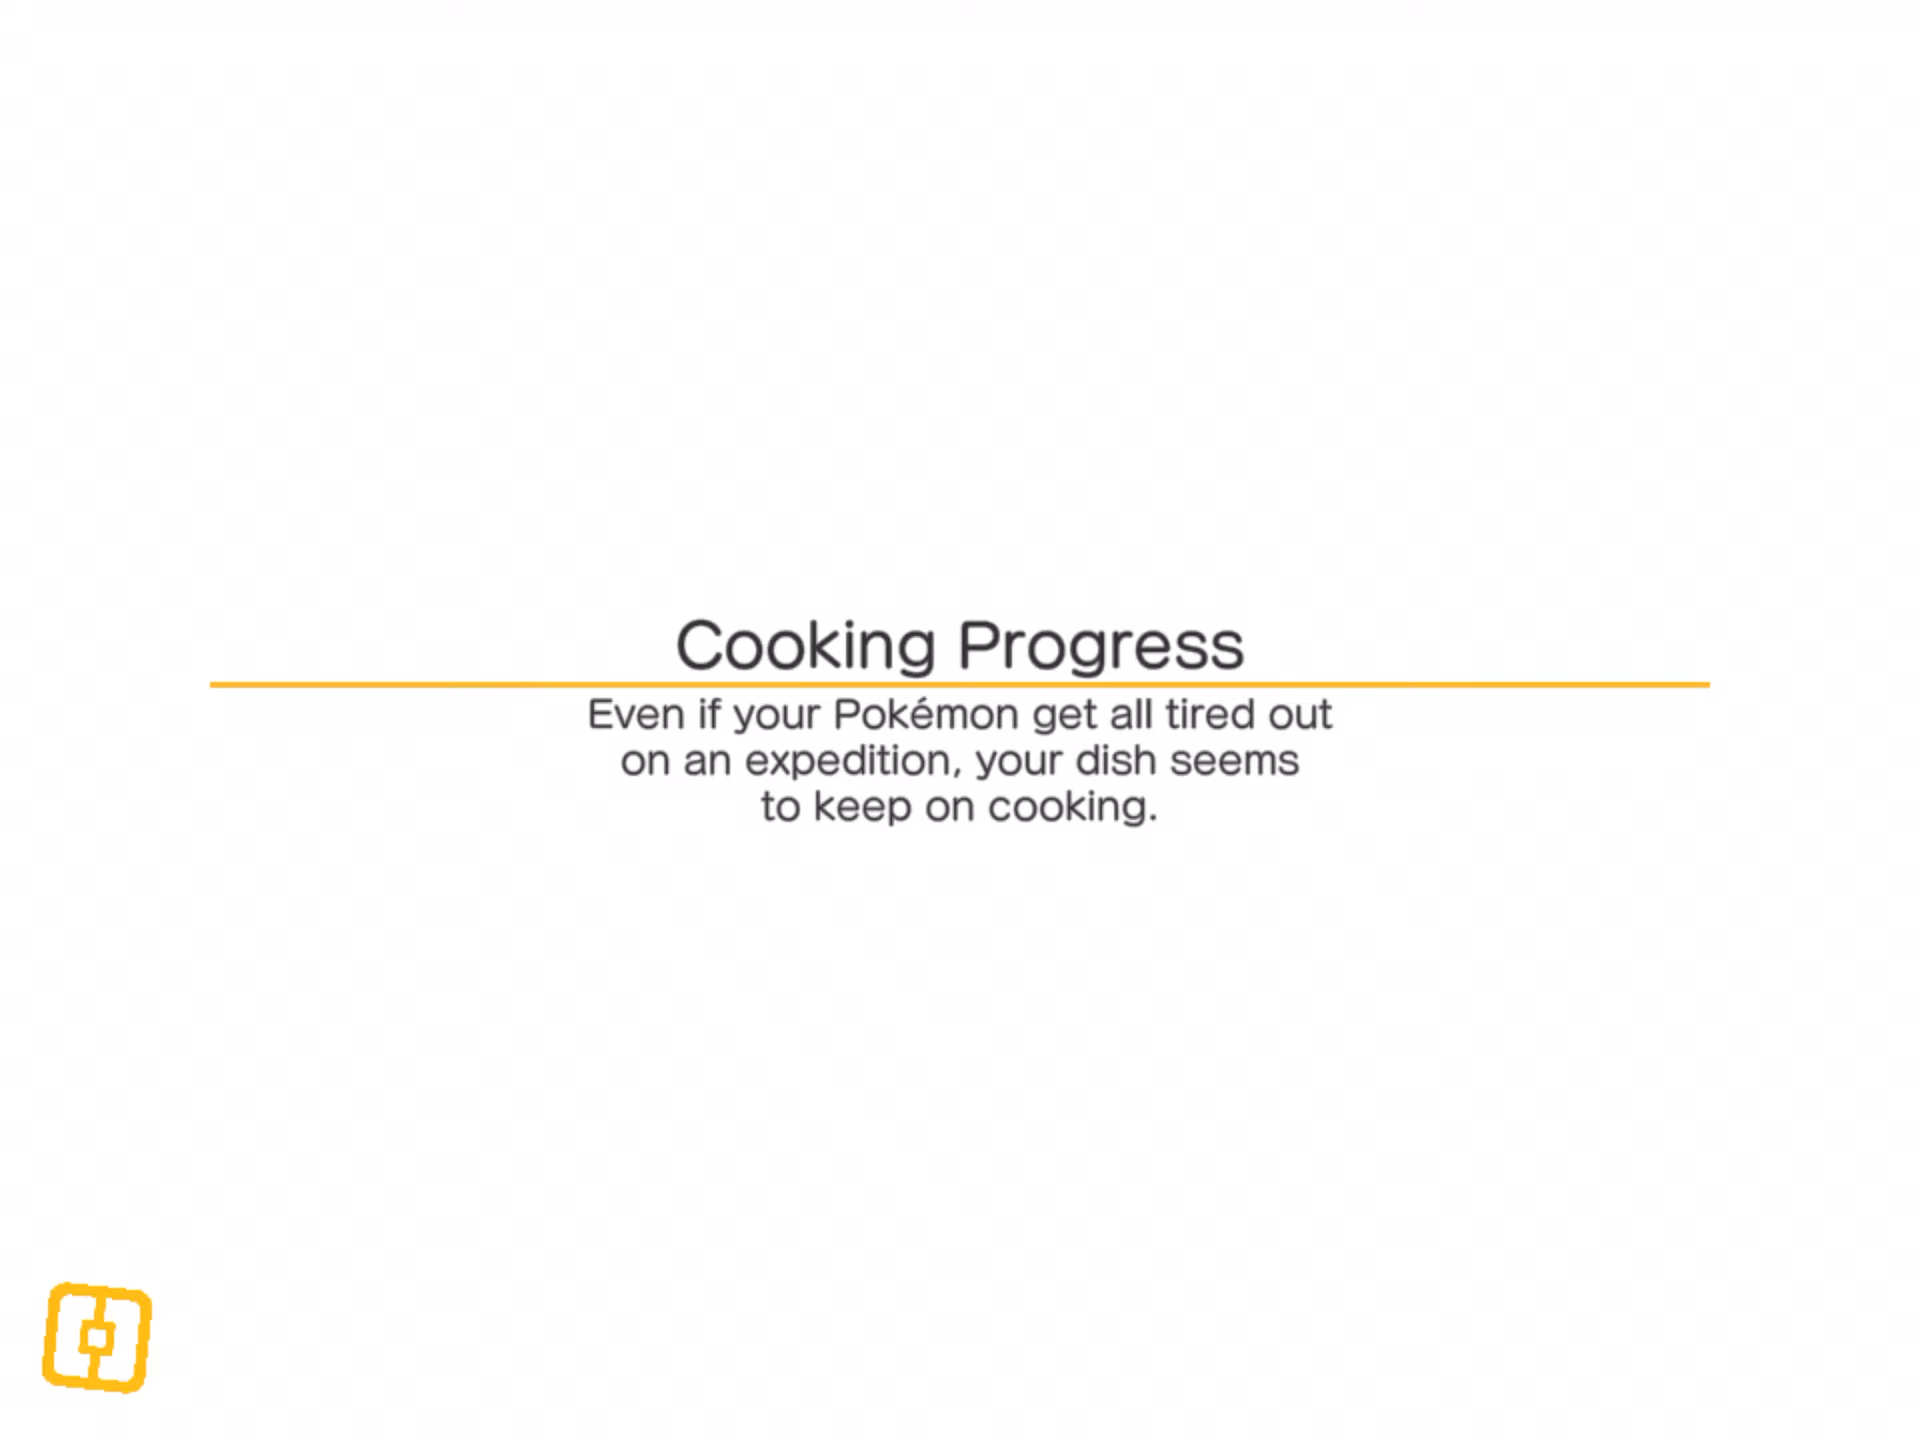 Cooking Progress
Even if your Pokémon get all tired out
on an expedition, your dish seems
to keep on cooking.